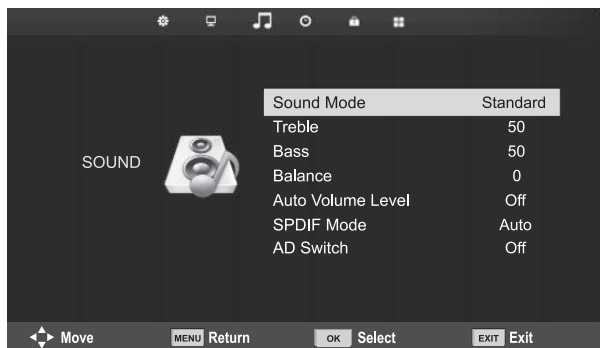 Sound Mode Standard
Treble 50
Bass 50
SOUND
Balance 0
Auto Volume Level Off
SPDIF Mode Auto
AD Switch Off
Move MENU Return OK Select EXIT Exit